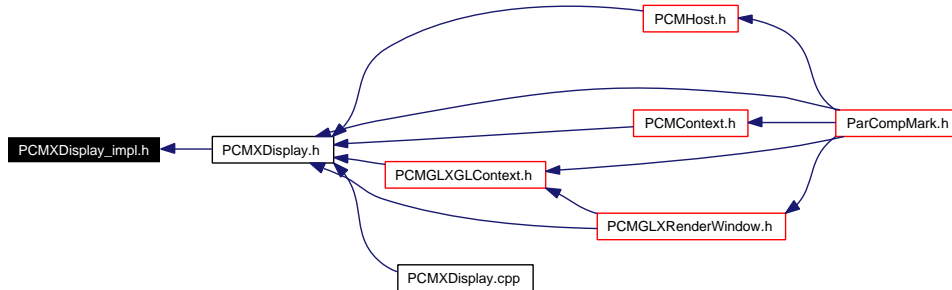 PCMHost.h
PCMContext.h
ParCompMark.h
PCMXDisplay_impl.h
PCMXDisplay.h
PCMGLXGLContext.h
PCMGLXRenderWindow.h
PCMXDisplay.cpp